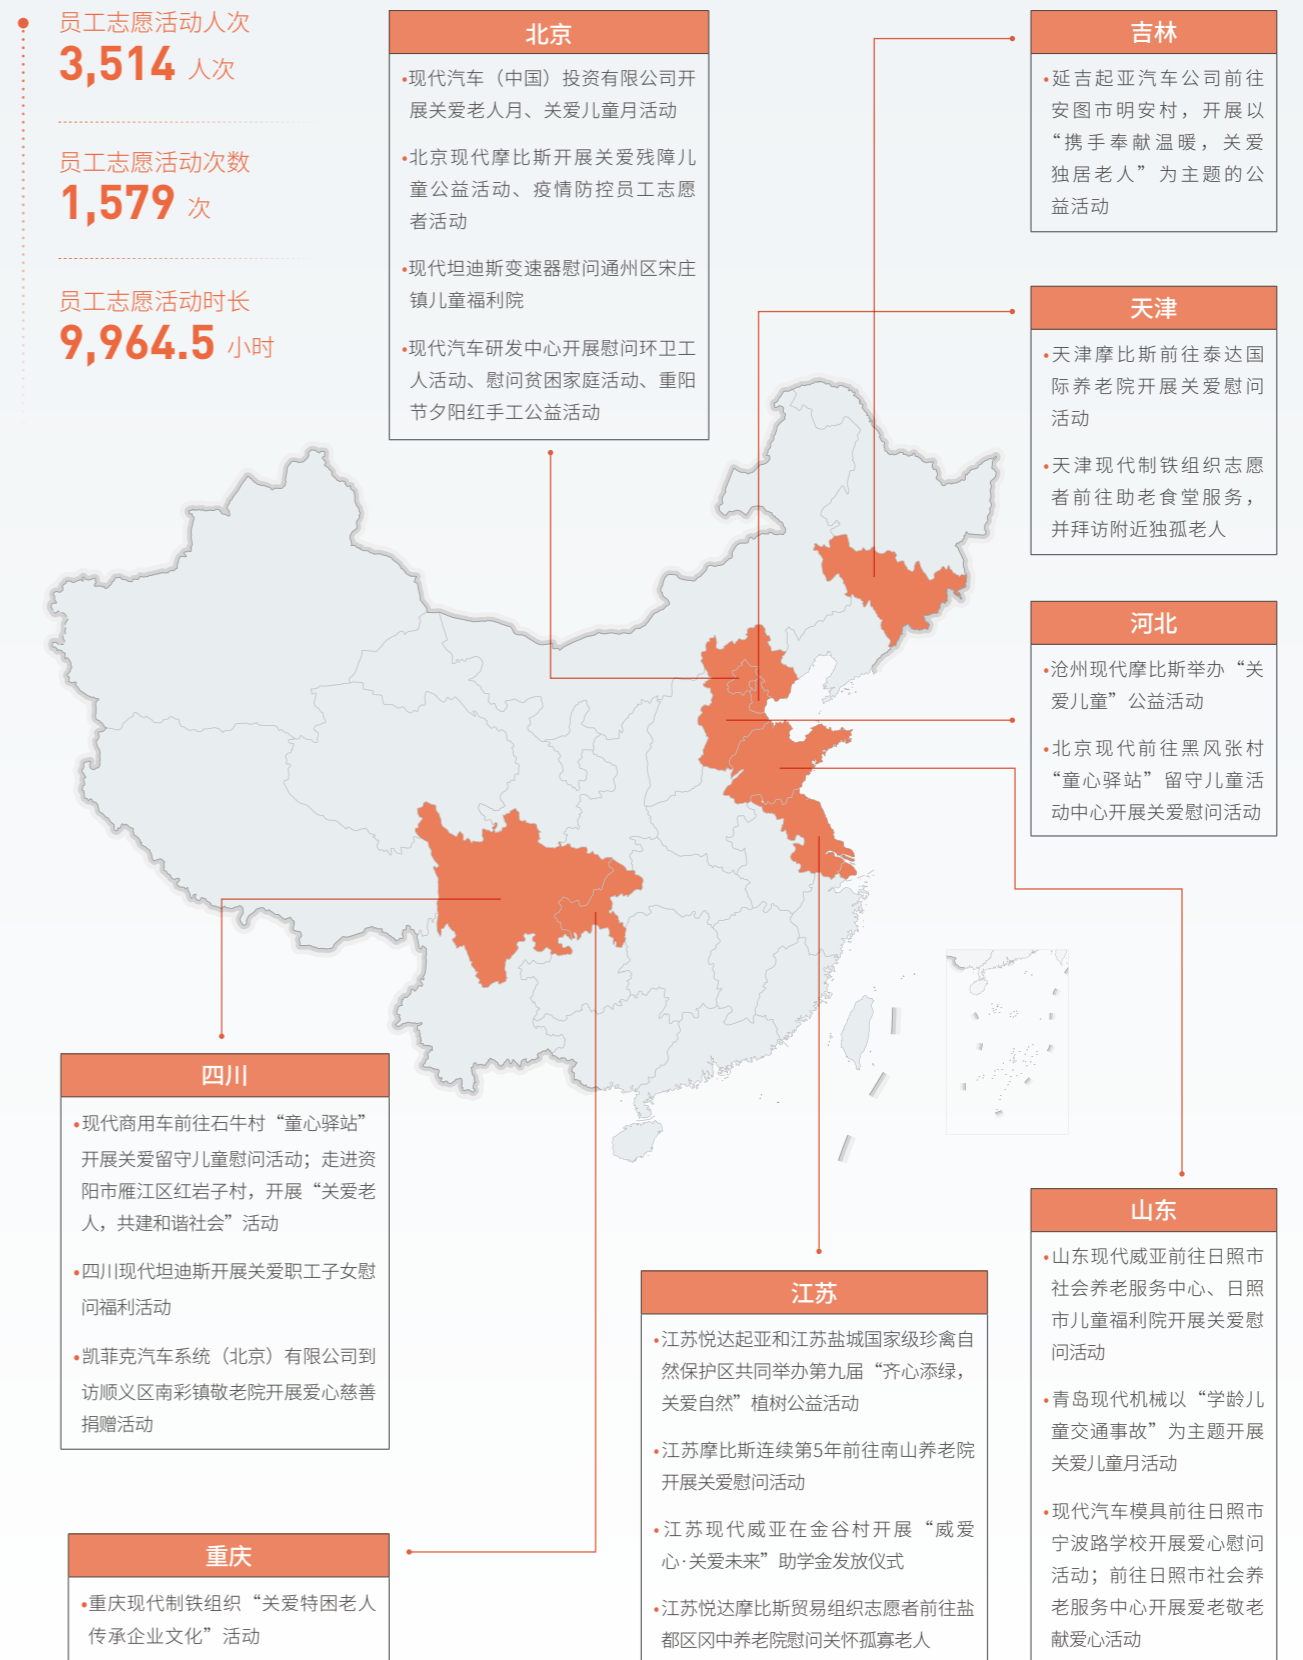 员工志愿活动人次
3,514 人次
员工志愿活动次数
1,579 次
员工志愿活动时长
9,964.5 小时
北京
•现代汽车（中国）投资有限公司开
展关爱老人月、关爱儿童月活动
•北京现代摩比斯开展关爱残障儿
童公益活动、疫情防控员工志愿
者活动
•现代坦迪斯变速器慰问通州区宋庄
镇儿童福利院
•现代汽车研发中心开展慰问环卫工
人活动、慰问贫困家庭活动、重阳
节夕阳红手工公益活动
吉林
•延吉起亚汽车公司前往
安图市明安村，开展以
“携手奉献温暖，关爱
独居老人”为主题的公
益活动
天津
•天津摩比斯前往泰达国
际养老院开展关爱慰问
活动
•天津现代制铁组织志愿
者前往助老食堂服务，
并拜访附近独孤老人
河北
•沧州现代摩比斯举办“关
爱儿童”公益活动
•北京现代前往黑风张村
“童心驿站”留守儿童活
动中心开展关爱慰问活动
四川
•现代商用车前往石牛村“童心驿站”
开展关爱留守儿童慰问活动；走进资
阳市雁江区红岩子村，开展“关爱老
人，共建和谐社会”活动
•四川现代坦迪斯开展关爱职工子女慰
问福利活动
•凯菲克汽车系统（北京）有限公司到
访顺义区南彩镇敬老院开展爱心慈善
捐赠活动
重庆
•重庆现代制铁组织“关爱特困老人
传承企业文化”活动
江苏
•江苏悦达起亚和江苏盐城国家级珍禽自
然保护区共同举办第九届“齐心添绿，
关爱自然”植树公益活动
•江苏摩比斯连续第5年前往南山养老院
开展关爱慰问活动
•江苏现代威亚在金谷村开展“威爱
心·关爱未来”助学金发放仪式
•江苏悦达摩比斯贸易组织志愿者前往盐
都区冈中养老院慰问关怀孤寡老人
山东
•山东现代威亚前往日照市
社会养老服务中心、日照
市儿童福利院开展关爱慰
问活动
•青岛现代机械以“学龄儿
童交通事故”为主题开展
关爱儿童月活动
•现代汽车模具前往日照市
宁波路学校开展爱心慰问
活动；前往日照市社会养
老服务中心开展爱老敬老
献爱心活动